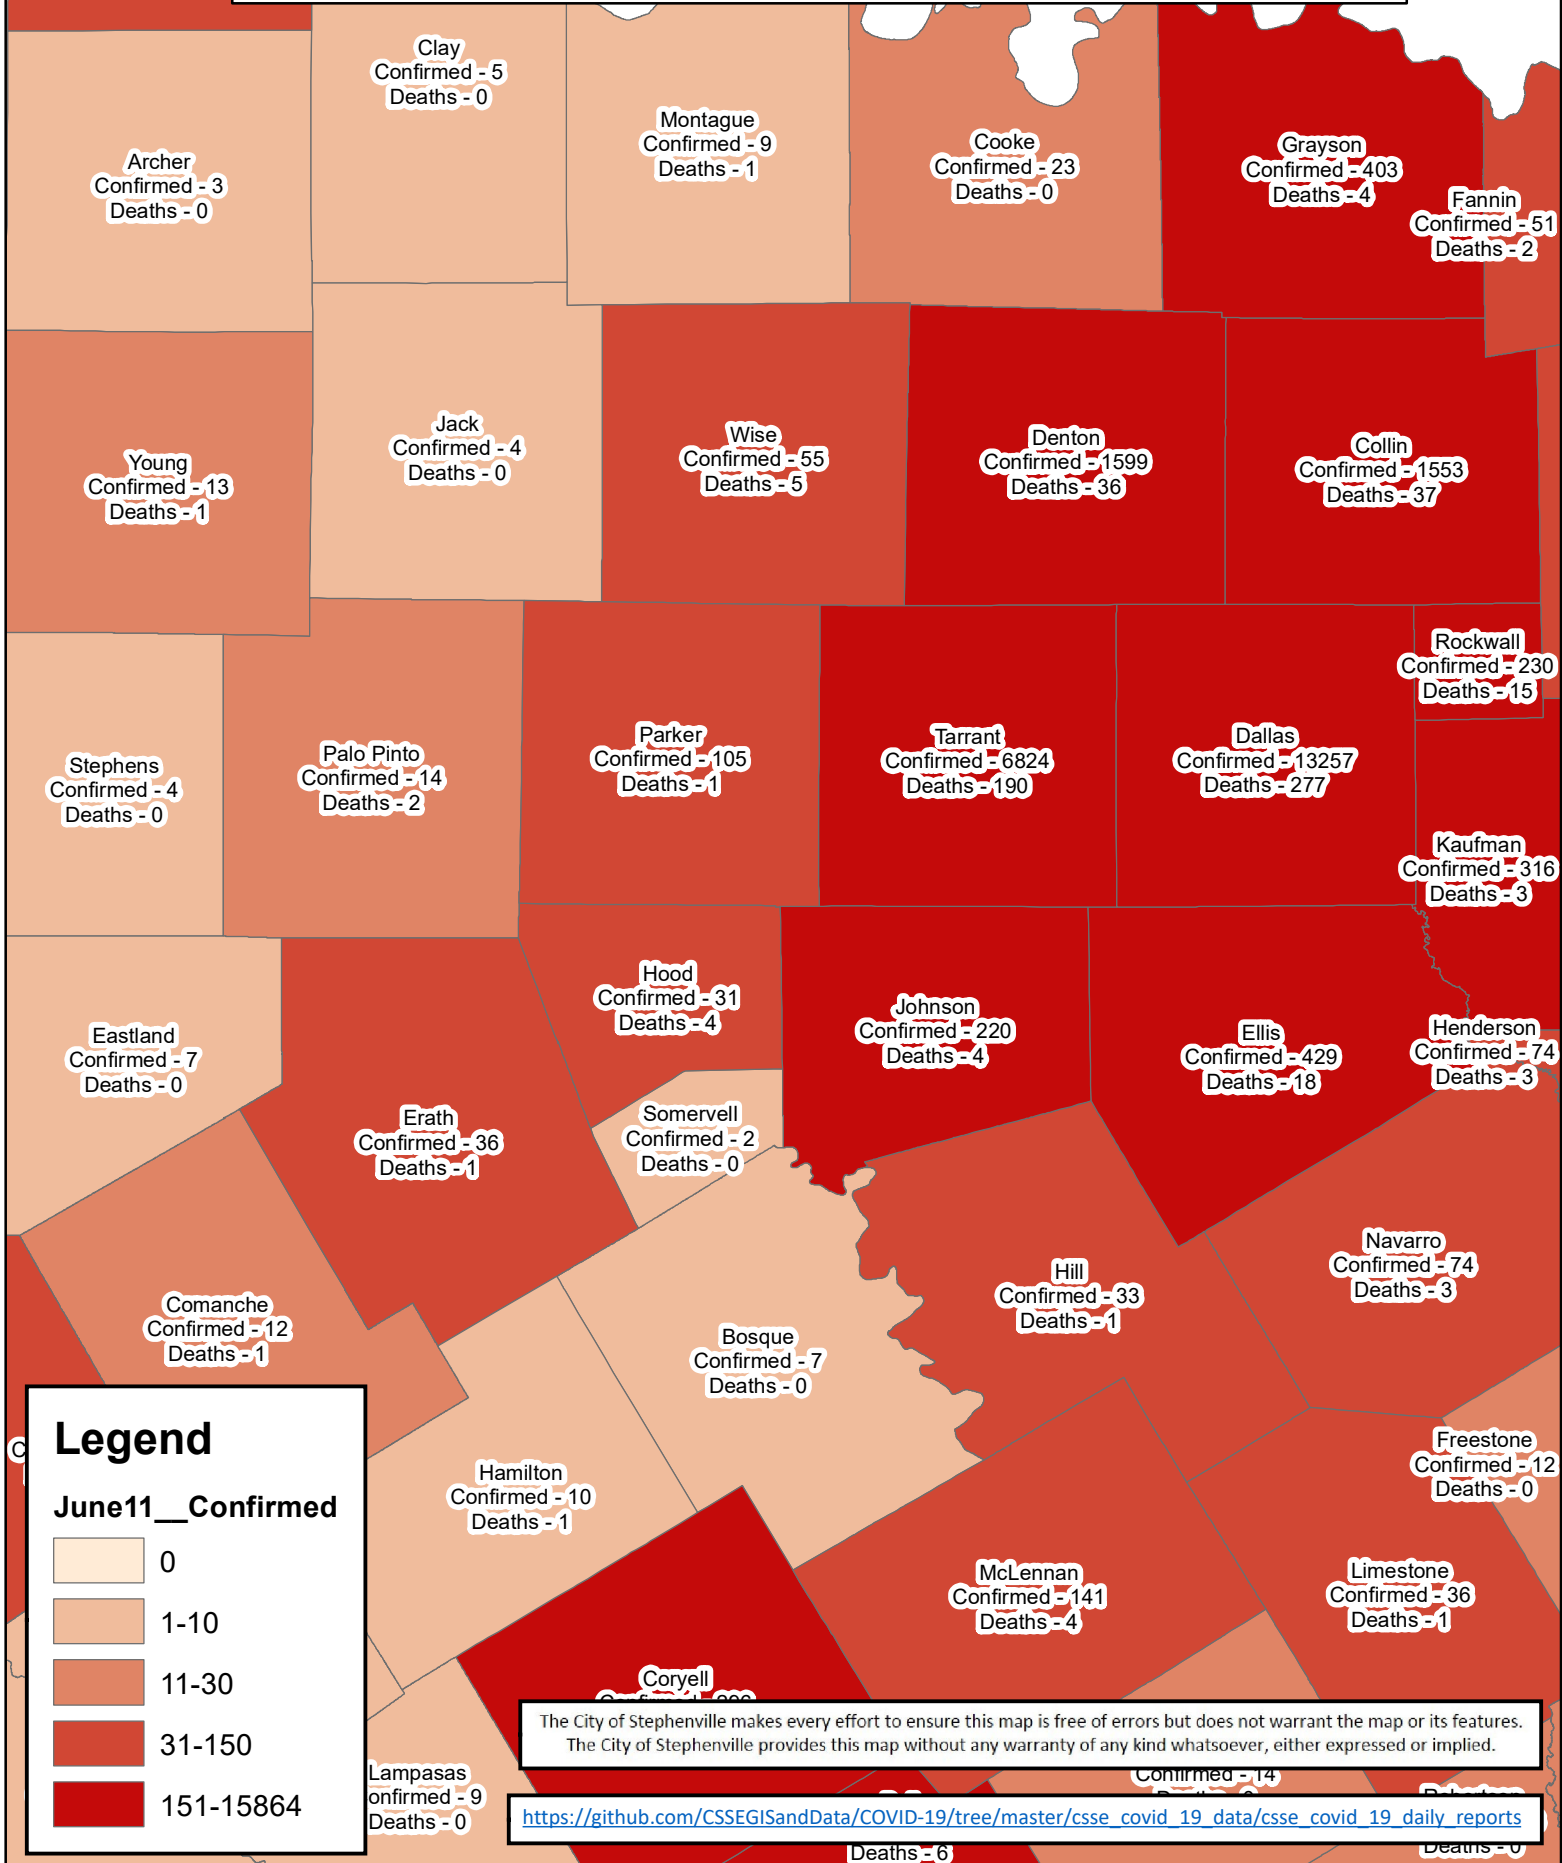 Clay
Confirmed - 5
Deaths - 0
Montague
Confirmed - 9
Deaths - 1
Cooke
Confirmed - 23
Deaths - 0
Grayson
Confirmed - 403
Deaths - 4
Archer
Confirmed - 3
Deaths - 0
Fannin
Confirmed - 51
Deaths - 2
Jack
Confirmed - 4
Deaths - 0
Wise
Confirmed - 55
Deaths - 5
Denton
Confirmed - 1599
Deaths - 36
Collin
Confirmed - 1553
Deaths - 37
Young
Confirmed - 13
Deaths - 1
Rockwall
Confirmed - 230
Deaths - 15
Stephens
Confirmed - 4
Deaths - 0
Palo Pinto
Confirmed - 14
Deaths - 2
Parker
Confirmed - 105
Deaths - 1
Tarrant
Confirmed - 6824
Deaths - 190
Dallas
Confirmed - 13257
Deaths - 277
Kaufman
Confirmed - 316
Deaths - 3
Eastland
Confirmed - 7
Deaths - 0
Hood
Confirmed - 31
Deaths - 4
Johnson
Confirmed - 220
Deaths - 4
Ellis
Confirmed - 429
Deaths - 18
Henderson
Confirmed - 74
Deaths - 3
Erath
Confirmed - 36
Deaths - 1
Somervell
Confirmed - 2
Deaths - 0
Comanche
Confirmed - 12
Deaths - 1
Bosque
Confirmed - 7
Deaths - 0
Hill
Confirmed - 33
Deaths - 1
Navarro
Confirmed - 74
Deaths - 3
Hamilton
Confirmed - 10
Deaths - 1
Freestone
Confirmed - 12
Deaths - 0
McLennan
Confirmed - 141
Deaths - 4
Limestone
Confirmed - 36
Deaths - 1
Coryell
C
Legend
June11__Confirmed
0
1-10
11-30
31-150
151-15864
Lampasas
onfirmed - 9
Deaths - 0
The City of Stephenville makes every effort to ensure this map is free of errors but does not warrant the map or its features.
The City of Stephenville provides this map without any warranty of any kind whatsoever, either expressed or implied.
Confirmed - 14
https://github.com/CSSEGISandData/COVID-19/tree/master/csse_covid_19_data/csse_covid_19_daily_reports
Deaths - 6
Deaths - 0